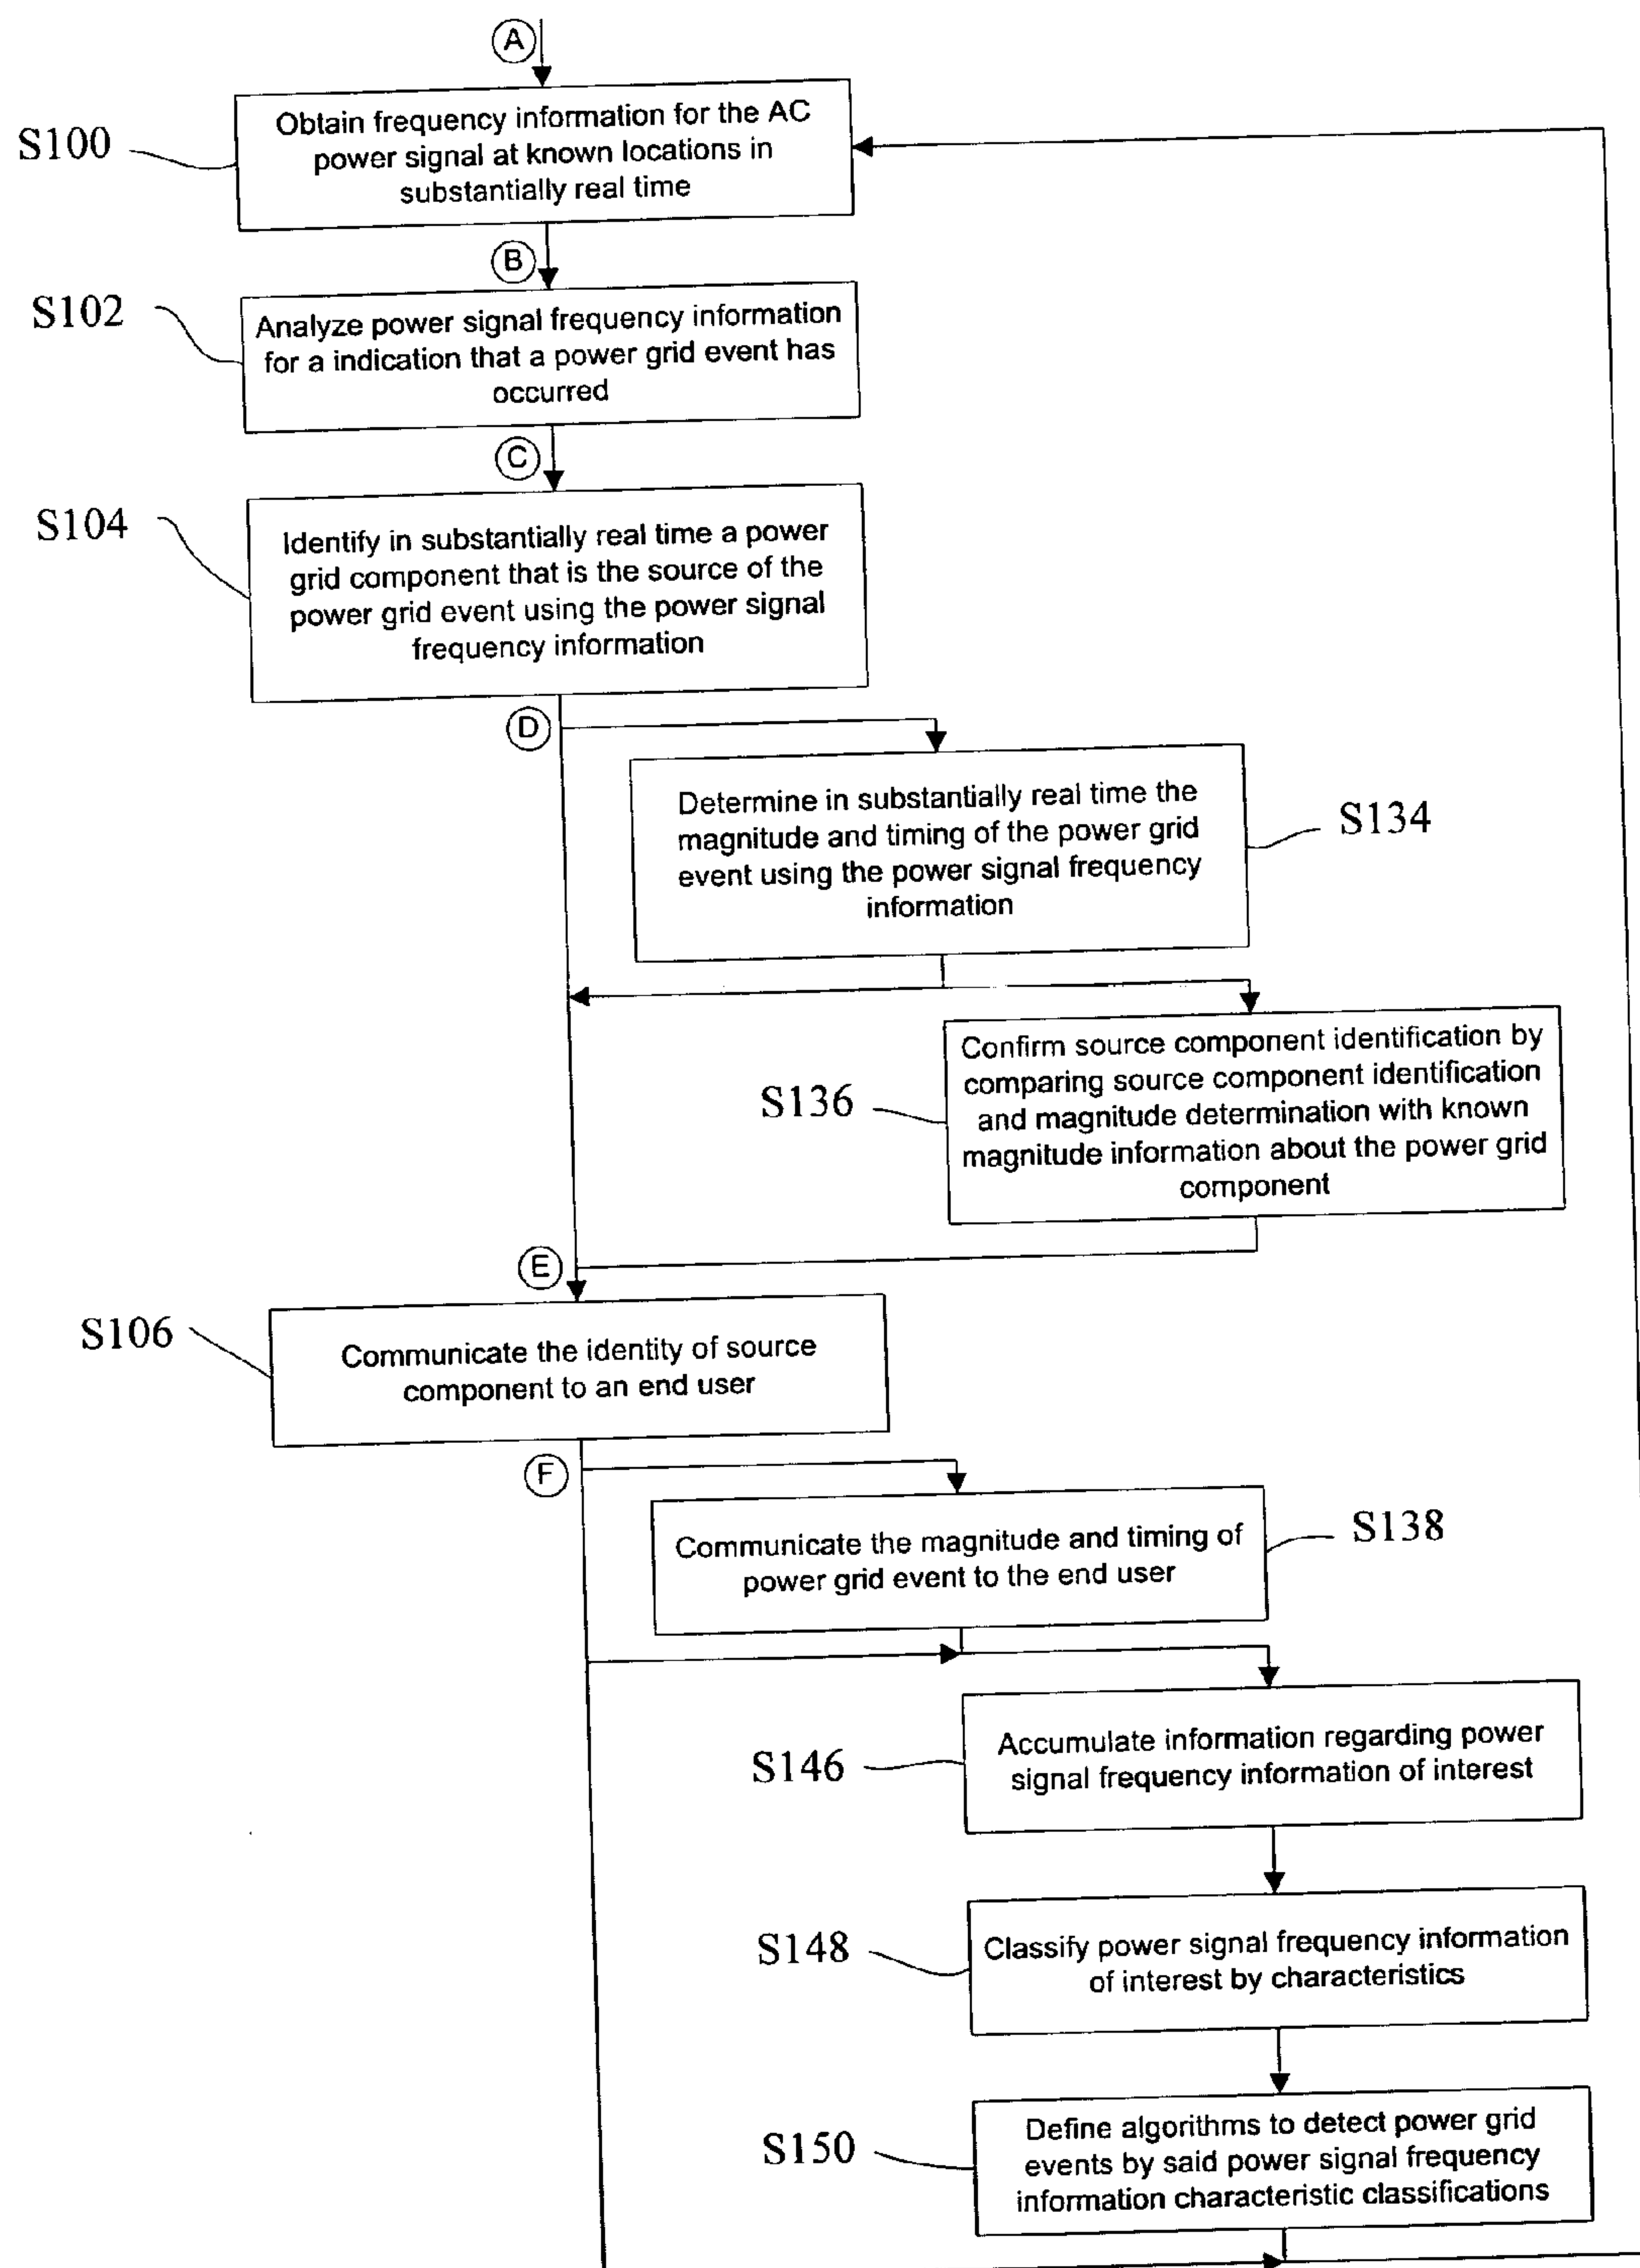 A
S100
Obtain frequency information for the AC
power signal at known locations in
substantially real time
B
S102
Analyze power signal frequency information
for a indication that a power grid event has
occurred
C
S104
Identify in substantially real time a power
grid component that is the source of the
power grid event using the power signal
frequency information
D
Determine in substantially real time the
magnitude and timing of the power grid
event using the power signal frequency
information
S134
Confirm source component identification by
comparing source component identification
and magnitude determination with known
magnitude information about the power grid
component
S136
E
S106
Communicate the identity of source
component to an end user
F
Communicate the magnitude and timing of
power grid event to the end user
S138
S146
Accumulate information regarding power
signal frequency information of interest
S148
Classify power signal frequency information
of interest by characteristics
S150
Define algorithms to detect power grid
events by said power signal frequency
information characteristic classifications